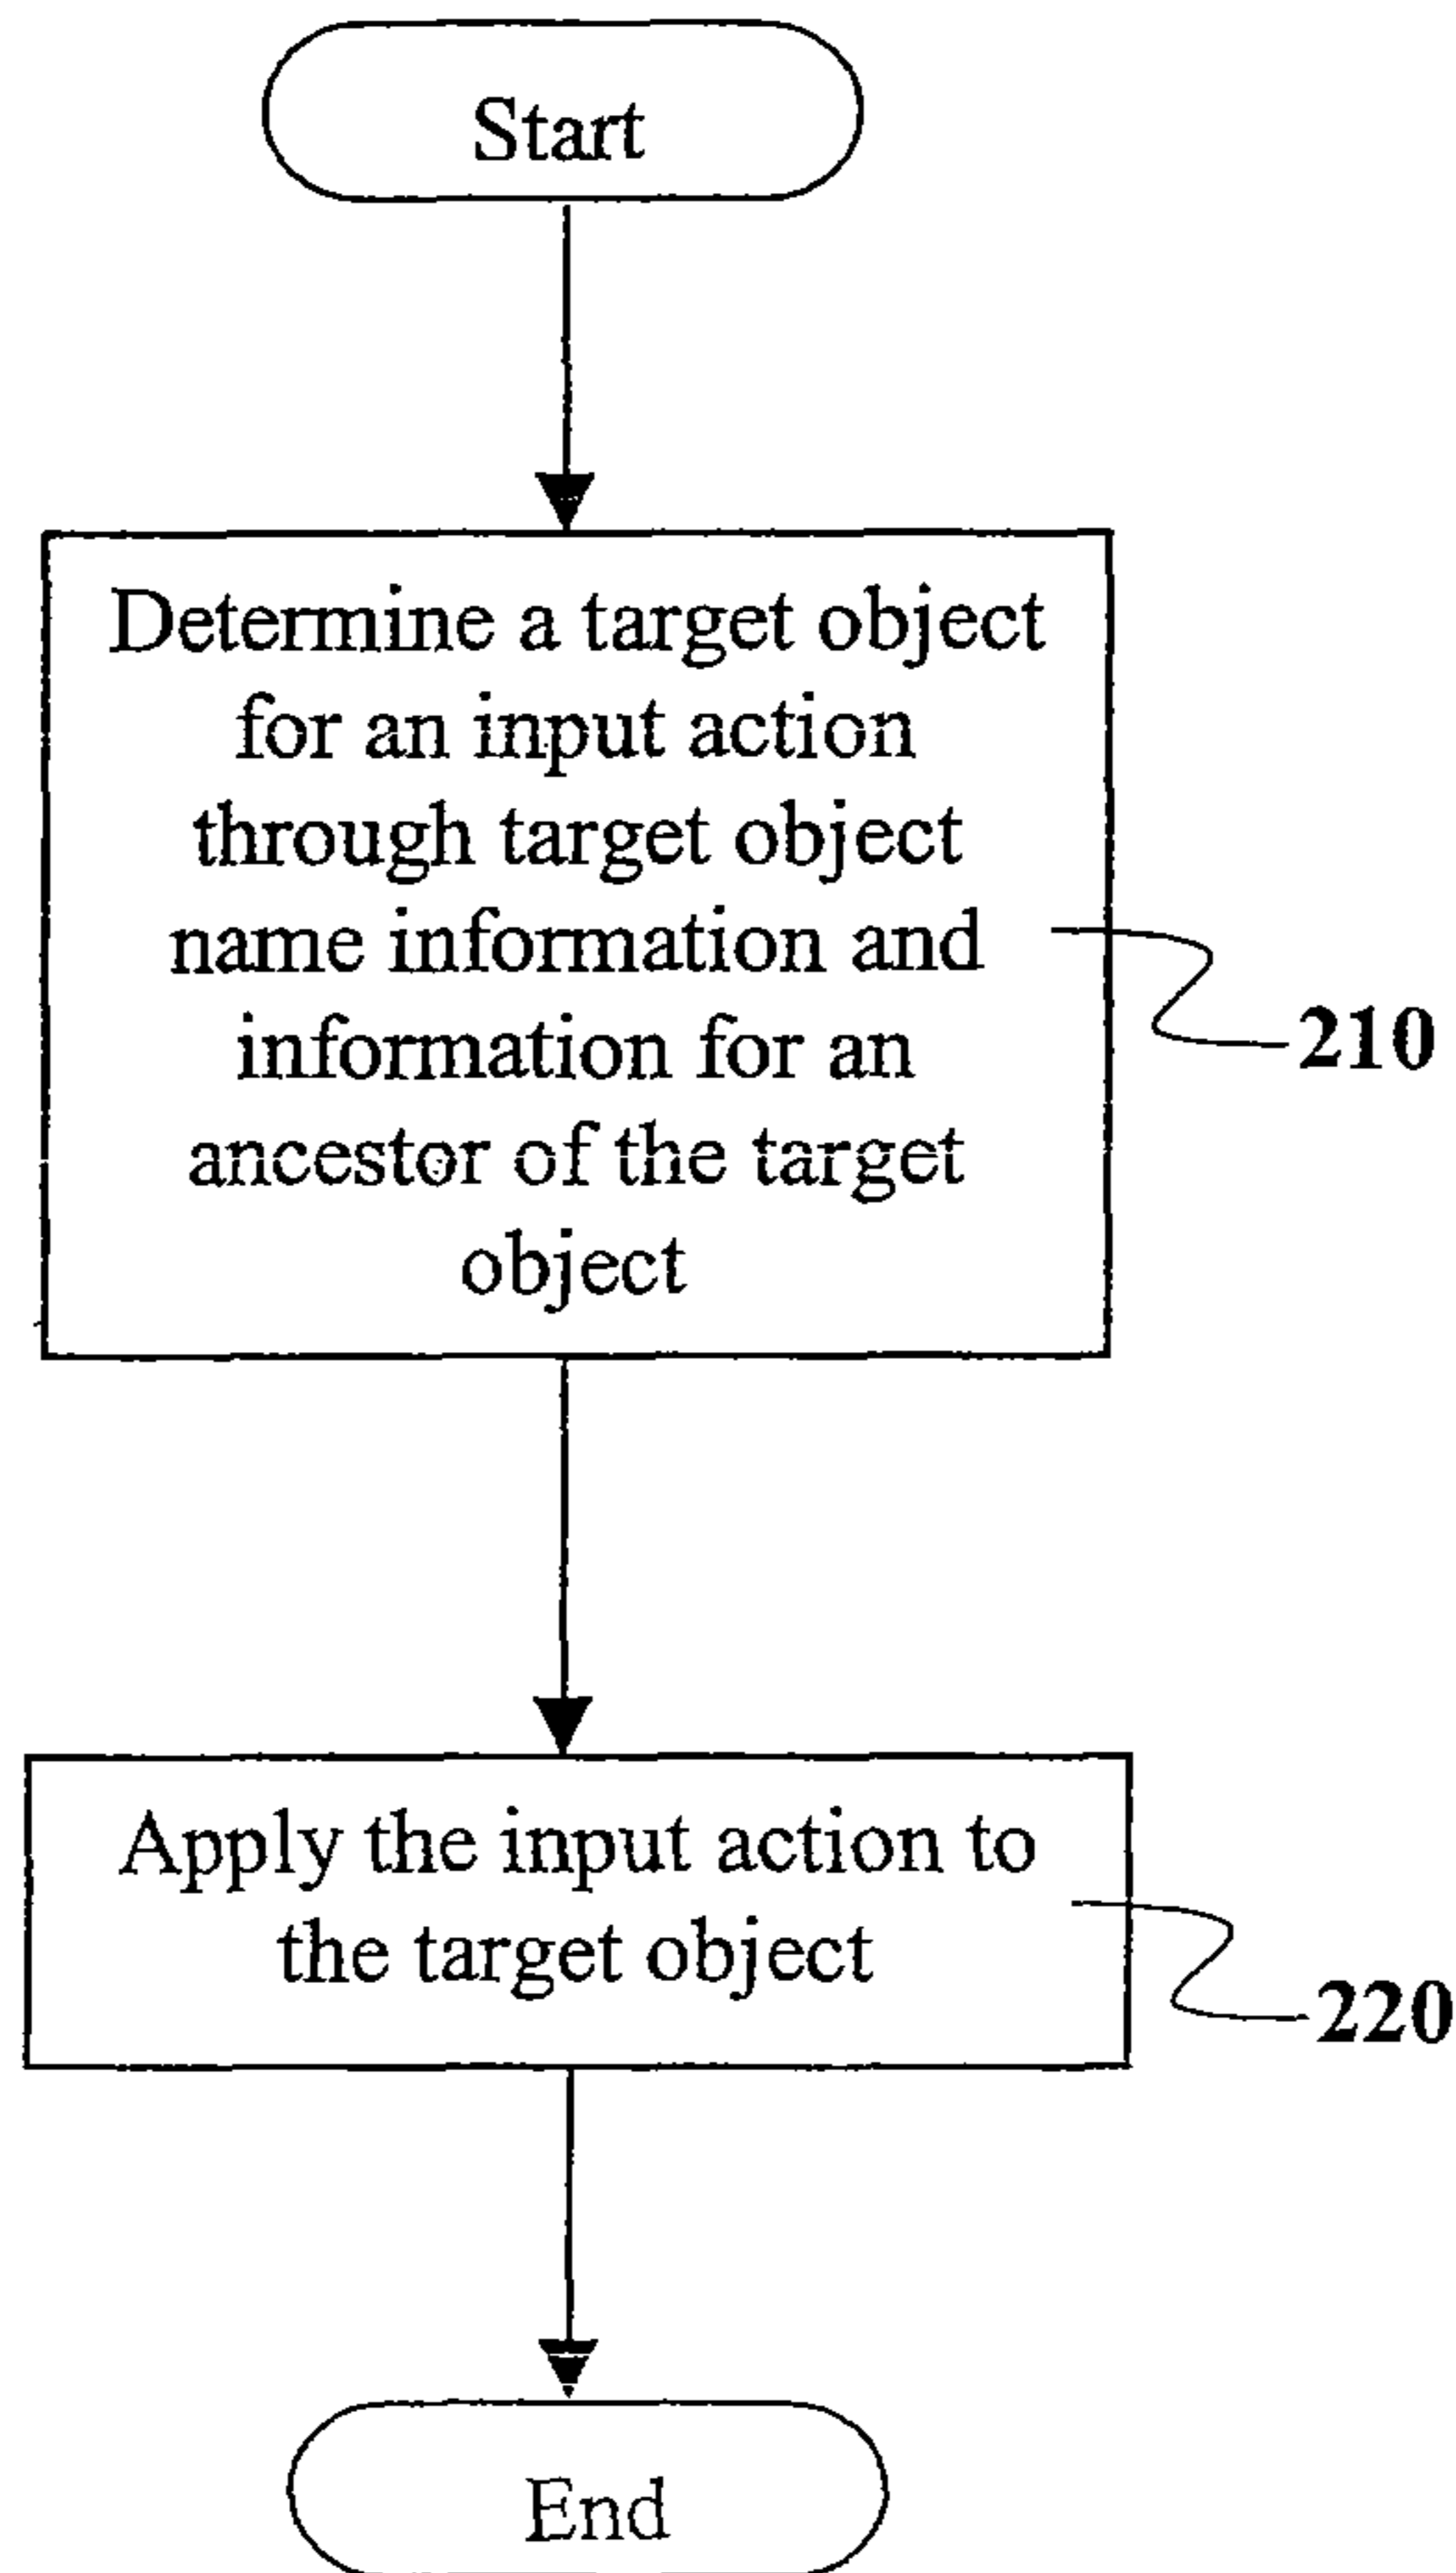 Start
Determine a target object
for an input action
through target object
name information and
information for an
ancestor of the target
object
210
Apply the input action to
the target object
220
End